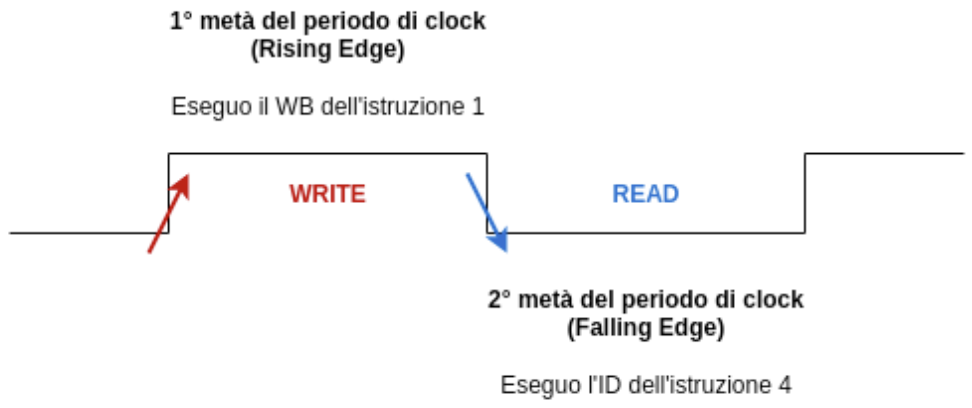 1° metà del periodo di clock
(Rising Edge)
Eseguo il WB dell'istruzione 1
WRITE
READ
2° metà del periodo di clock
(Falling Edge)
Eseguo l'ID dell'istruzione 4